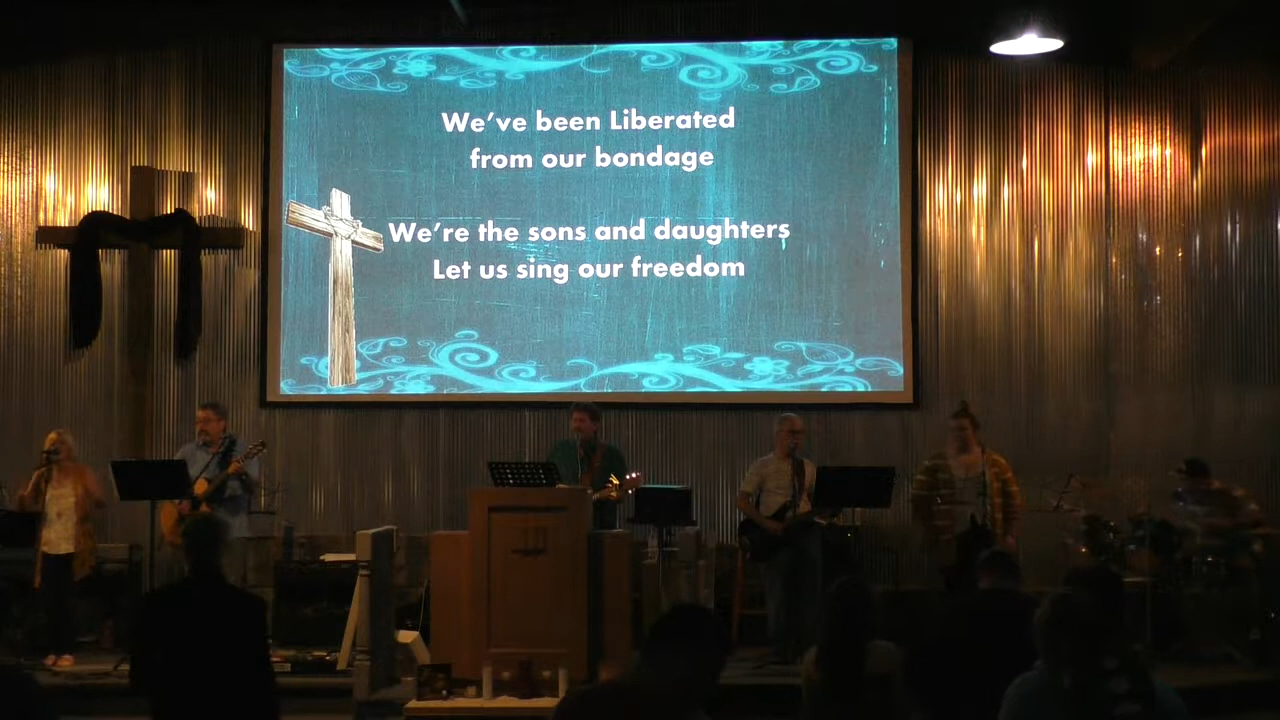 We've been Liberated
from our bondage
We're the sons and daughters
Let us sing our freedom